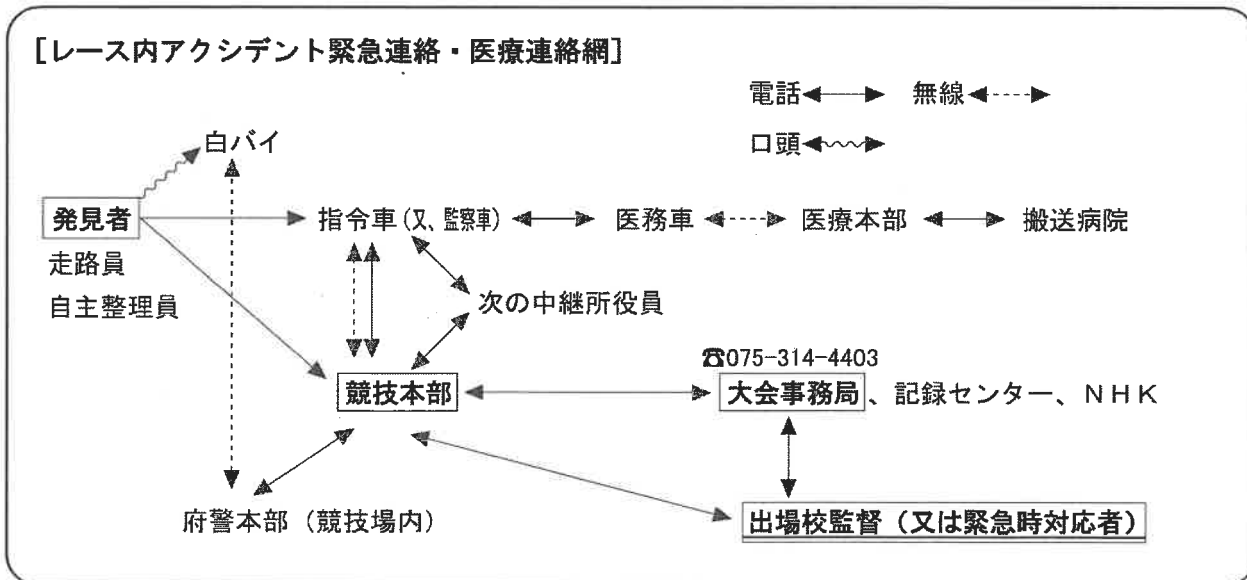 [レース内アクシデント緊急連絡・医療連絡網]
電話 無線
口頭
白バイ
発見者 指令車(又、監察車) 医務車 医療本部 搬送病院
走路員
自主整理員
次の中継所役員
☎075-314-4403
競技本部 大会事務局、記録センター、NHK
府警本部(競技場内) 出場校監督(又は緊急時対応者)